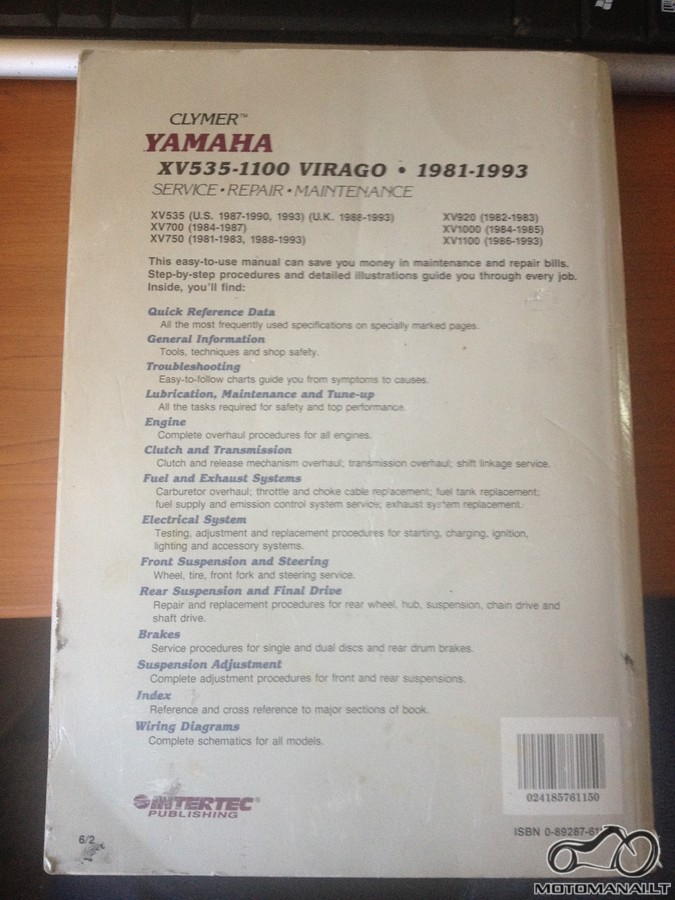 CLYMER™
YAMAHA
XV535-1100 VIRAGO • 1981-1993
SERVICE • REPAIR • MAINTENANCE
XV535 (U.S. 1987-1990, 1993) (U.K. 1988-1993)
XV700 (1984-1987)
XV750 (1981-1983, 1988-1993)
XV920 (1982-1983)
XV1000 (1984-1985)
XV1100 (1986-1993)
This easy-to-use manual can save you money in maintenance and repair bills.
Step-by-step procedures and detailed illustrations guide you through every job.
Inside, you'll find:
Quick Reference Data
All the most frequently used specifications on specially marked pages.
General Information
Tools, techniques and shop safety.
Troubleshooting
Easy-to-follow charts guide you from symptoms to causes.
Lubrication, Maintenance and Tune-up
All the tasks required for safety and top performance.
Engine
Complete overhaul procedures for all engines.
Clutch and Transmission
Clutch and release mechanism overhaul; transmission overhaul; shift linkage service.
Fuel and Exhaust Systems
Carburetor overhaul; throttle and choke cable replacement; fuel tank replacement;
fuel supply and emission control system service; exhaust system replacement.
Electrical System
Testing, adjustment and replacement procedures for starting, charging, ignition,
lighting and accessory systems.
Front Suspension and Steering
Wheel, tire, front fork and steering service.
Rear Suspension and Final Drive
Repair and replacement procedures for rear wheel, hub, suspension, chain drive and
shaft drive.
Brakes
Service procedures for single and dual discs and rear drum brakes.
Suspension Adjustment
Complete adjustment procedures for front and rear suspensions.
Index
Reference and cross reference to major sections of book.
Wiring Diagrams
Complete schematics for all models.
INTERTEC®
PUBLISHING
6/2
024185761150
ISBN 0-89287-61
MOTOMANAI.LT